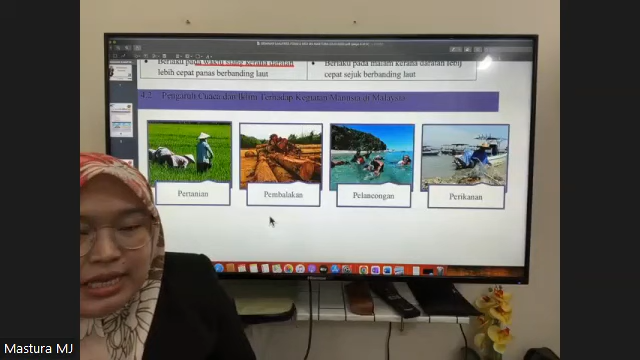 Berlaku pada waktu siang kerana daratan
lebih cepat panas berbanding laut
Berlaku pada malam kerana daratan lebih
cepat sejuk berbanding laut
4.2 Pengaruh Cuaca dan Iklim Terhadap Kegiatan Manusia di Malaysia
Pertanian
Pembalakan
Pelancongan
Perikanan
Hisense
Mastura MJ